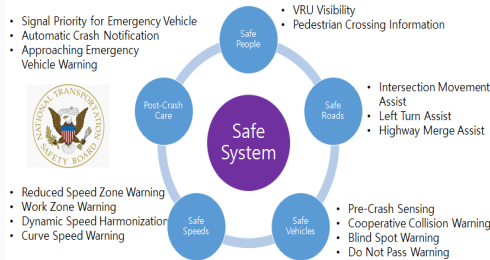 • Signal Priority for Emergency Vehicle
• Automatic Crash Notification
• Approaching Emergency
Vehicle Warning
Safe
People
• VRU Visibility
• Pedestrian Crossing Information
NATIONAL TRANSPORTATION
SAFETY BOARD
Post-Crash
Care
Safe
System
Safe
Roads
• Intersection Movement
Assist
• Left Turn Assist
• Highway Merge Assist
• Reduced Speed Zone Warning
• Work Zone Warning
• Dynamic Speed Harmonization
• Curve Speed Warning
Safe
Speeds
Safe
Vehicles
• Pre-Crash Sensing
• Cooperative Collision Warning
• Blind Spot Warning
• Do Not Pass Warning